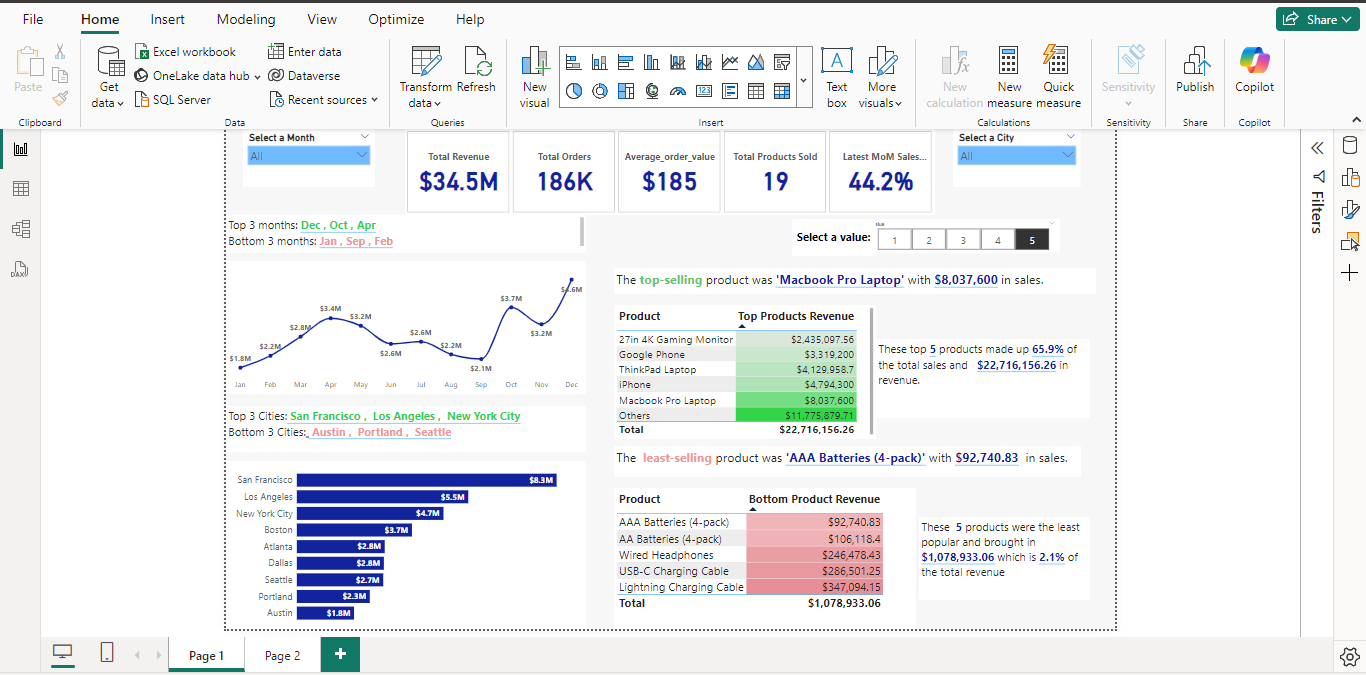 File Home Insert Modeling View Optimize Help Share
Paste
Get data
Excel workbook
OneLake data hub
SQL Server
Enter data
Dataverse
Recent sources
Transform data
Refresh
New visual
A
123
Text box
More visuals
fx
New calculation
New measure
Quick measure
Sensitivity
Publish
Copilot
Clipboard Data Queries Insert Calculations Sensitivity Share Copilot
DAX
Select a Month
All
Total Revenue
$34.5M
Total Orders
186K
Average_order_value
$185
Total Products Sold
19
Latest MoM Sales...
44.2%
Select a City
All
Top 3 months: Dec , Oct , Apr
Bottom 3 months: Jan , Sep , Feb
Select a value:
1 2 3 4 5
$1.8M $2.2M $2.8M $3.4M $3.2M $2.6M $2.6M $2.2M $2.1M $3.7M $3.2M $4.6M
Jan Feb Mar Apr May Jun Jul Aug Sep Oct Nov Dec
The top-selling product was 'Macbook Pro Laptop' with $8,037,600 in sales.
Product Top Products Revenue
27in 4K Gaming Monitor $2,435,097.56
Google Phone $3,319,200
ThinkPad Laptop $4,129,958.7
iPhone $4,794,300
Macbook Pro Laptop $8,037,600
Others $11,775,879.71
Total $22,716,156.26
These top 5 products made up 65.9% of
the total sales and $22,716,156.26 in
revenue.
Top 3 Cities: San Francisco , Los Angeles , New York City
Bottom 3 Cities: Austin , Portland , Seattle
San Francisco $8.3M
Los Angeles $5.5M
New York City $4.7M
Boston $3.7M
Atlanta $2.8M
Dallas $2.8M
Seattle $2.7M
Portland $2.3M
Austin $1.8M
The least-selling product was 'AAA Batteries (4-pack)' with $92,740.83 in sales.
Product Bottom Product Revenue
AAA Batteries (4-pack) $92,740.83
AA Batteries (4-pack) $106,118.4
Wired Headphones $246,478.43
USB-C Charging Cable $286,501.25
Lightning Charging Cable $347,094.15
Total $1,078,933.06
These 5 products were the least
popular and brought in
$1,078,933.06 which is 2.1% of
the total revenue
Filters
Page 1 Page 2